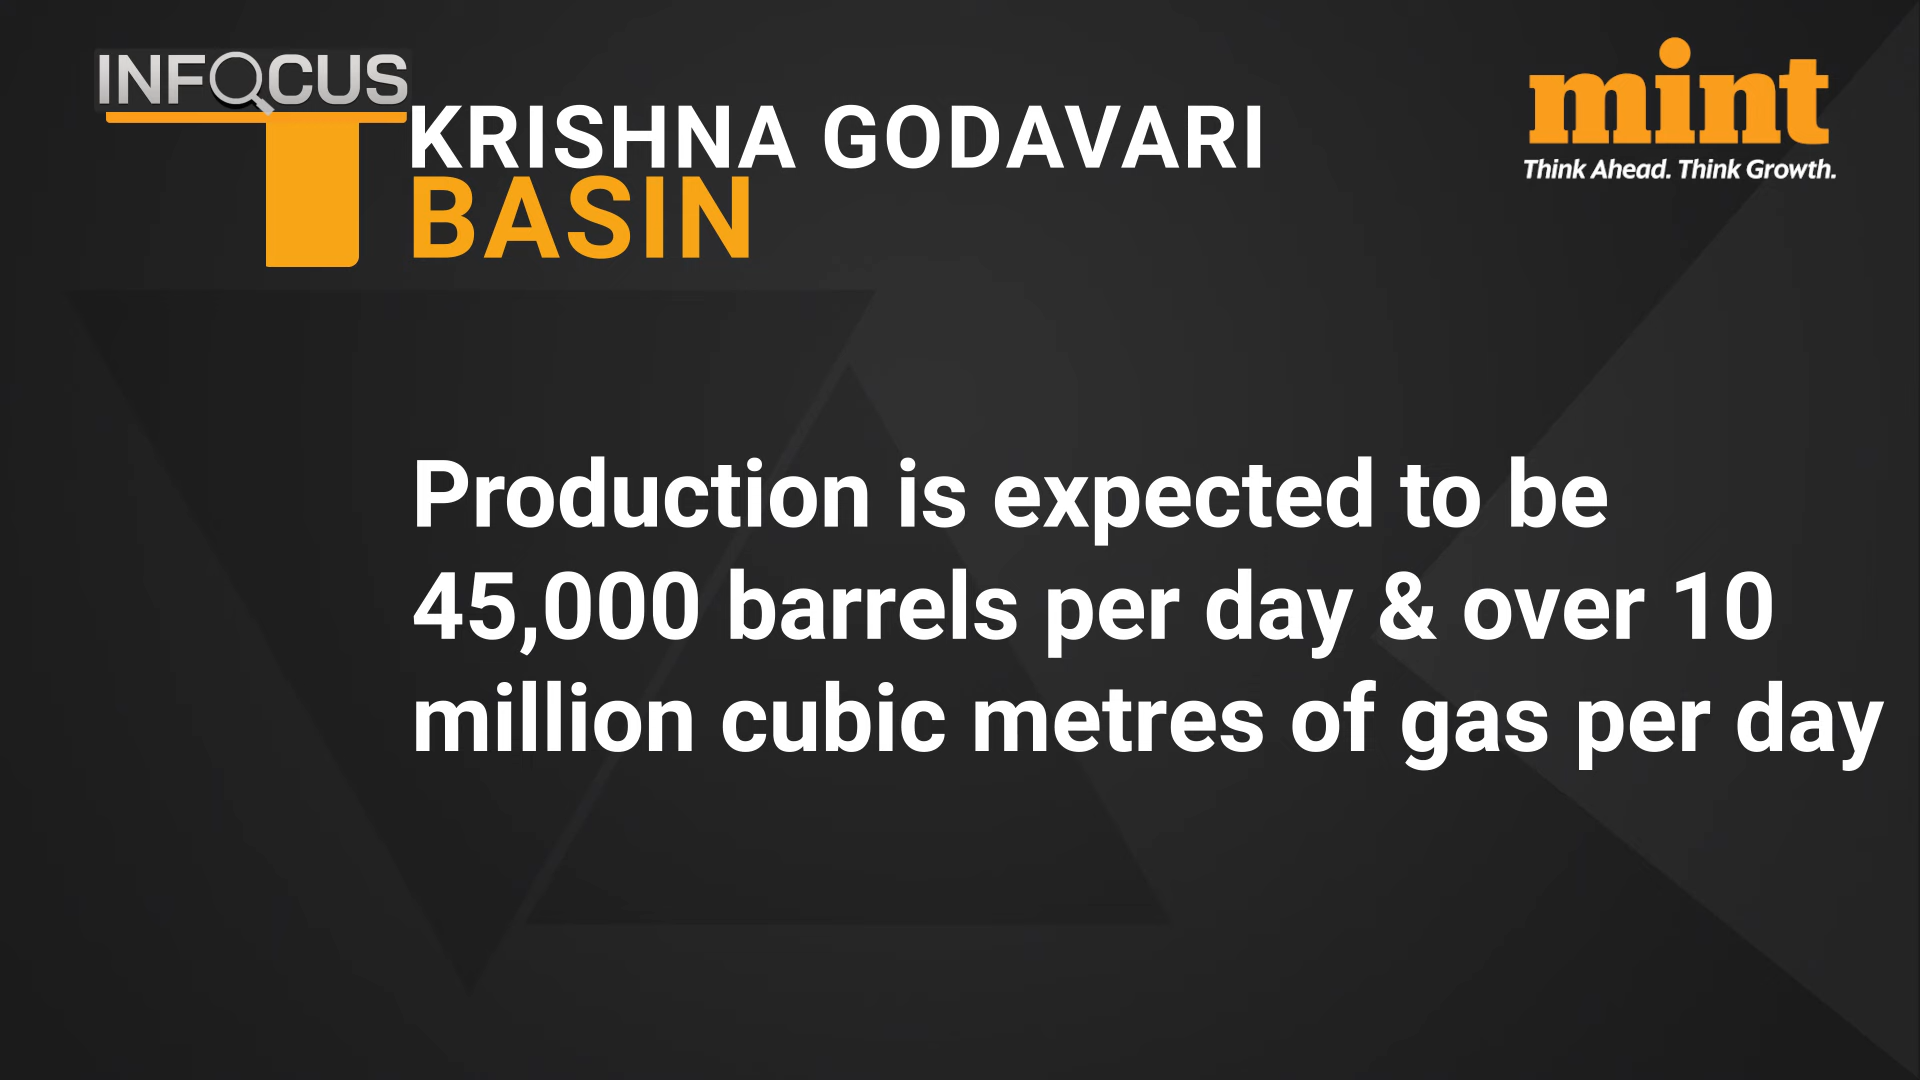 INFOCUS
mint
Think Ahead. Think Growth.
KRISHNA GODAVARI
BASIN
Production is expected to be
45,000 barrels per day & over 10
million cubic metres of gas per day